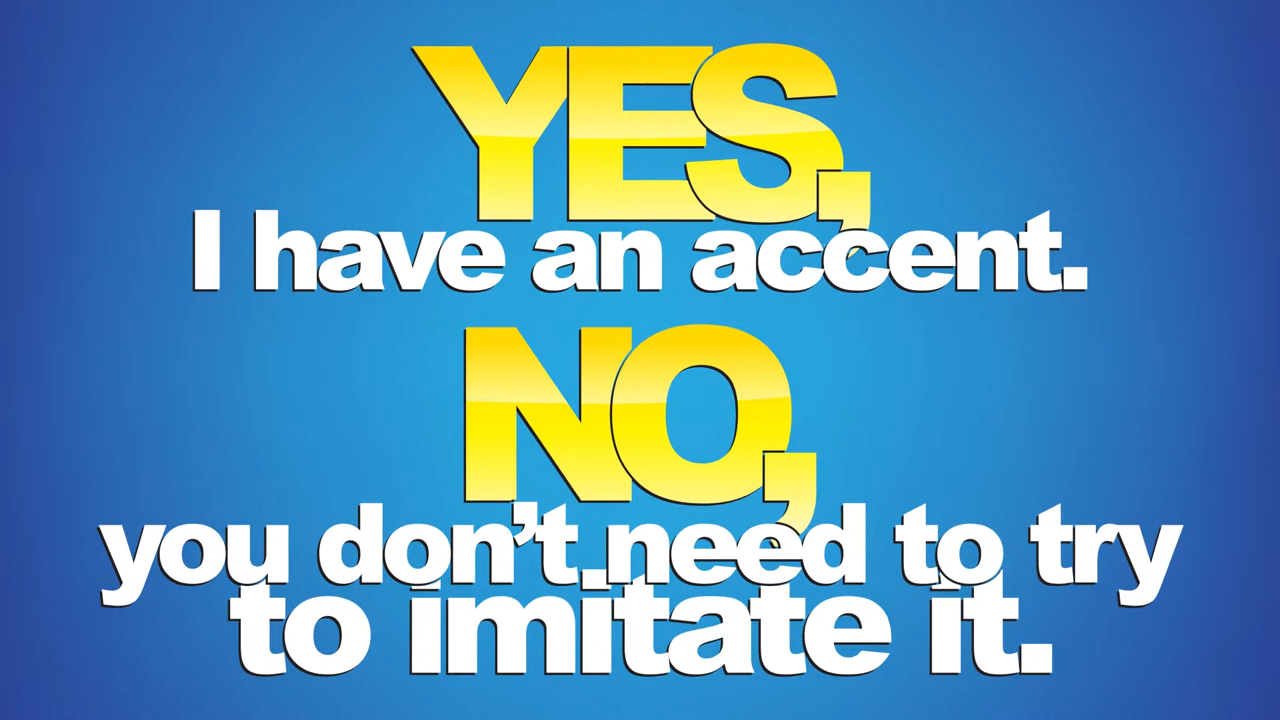 YES,
I have an accent.
NO,
you don’t need to try
to imitate it.